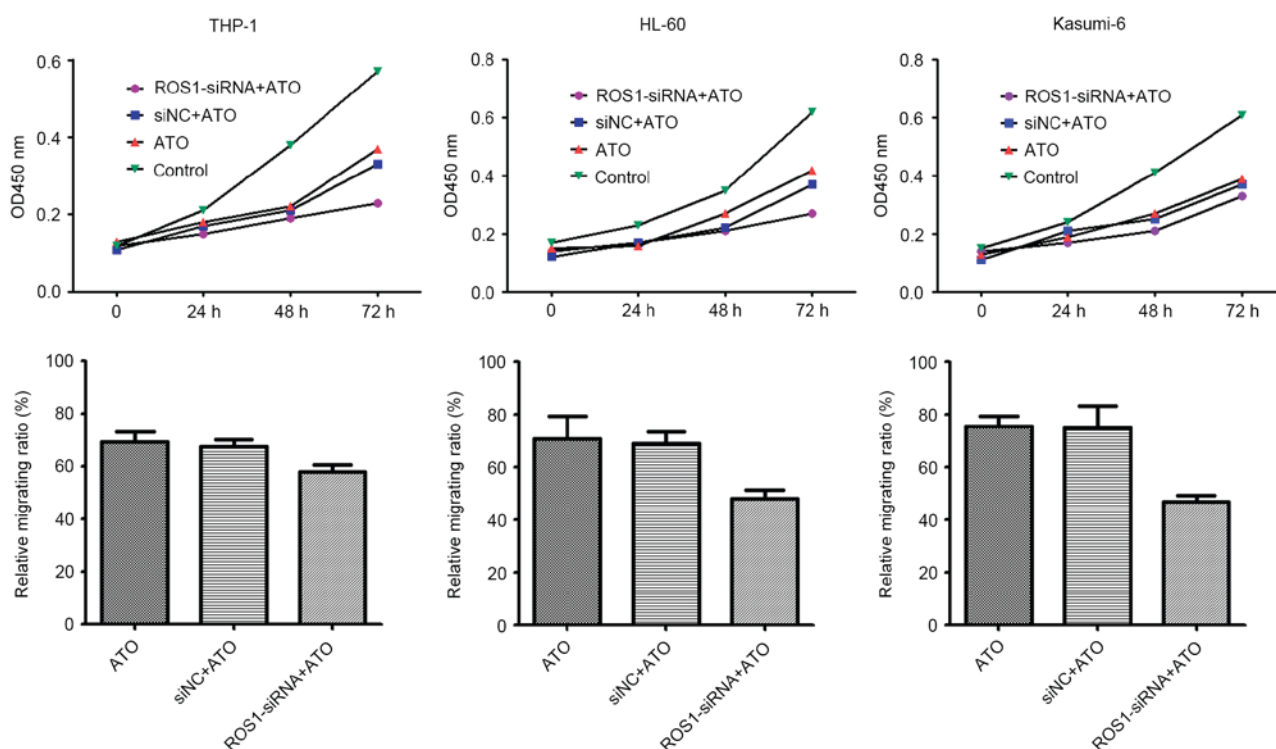 THP-1
0.6
0.4
0.2
0.0
OD450 nm
ROS1-siRNA+ATO
siNC+ATO
ATO
Control
0
24 h
48 h
72 h
HL-60
0.8
0.6
0.4
0.2
0.0
OD450 nm
ROS1-siRNA+ATO
siNC+ATO
ATO
Control
0
24 h
48 h
72 h
Kasumi-6
0.8
0.6
0.4
0.2
0.0
OD450 nm
ROS1-siRNA+ATO
siNC+ATO
ATO
Control
0
24 h
48 h
72 h
Relative migrating ratio (%)
100
80
60
40
20
0
ATO
siNC+ATO
ROS1-siRNA+ATO
Relative migrating ratio (%)
100
80
60
40
20
0
ATO
siNC+ATO
ROS1-siRNA+ATO
Relative migrating ratio (%)
100
80
60
40
20
0
ATO
siNC+ATO
ROS1-siRNA+ATO